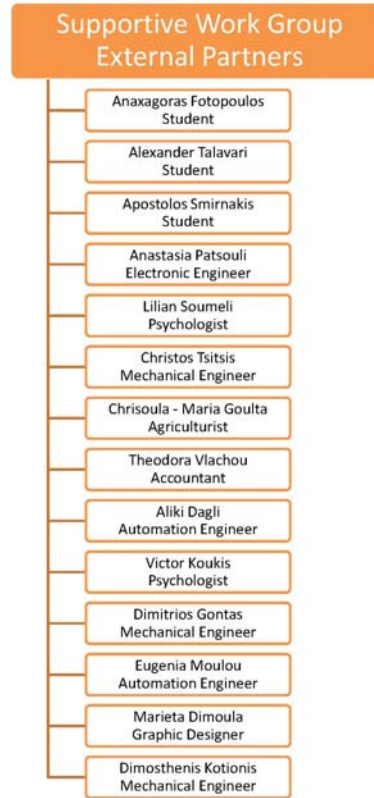 Supportive Work Group
External Partners
Anaxagoras Fotopoulos
Student
Alexander Talavari
Student
Apostolos Smirnakis
Student
Anastasia Patsouli
Electronic Engineer
Lilian Soumeli
Psychologist
Christos Tsitsis
Mechanical Engineer
Chrisoula - Maria Goulta
Agriculturist
Theodora Vlachou
Accountant
Aliki Dagli
Automation Engineer
Victor Koukis
Psychologist
Dimitrios Gontas
Mechanical Engineer
Eugenia Moulou
Automation Engineer
Marieta Dimoula
Graphic Designer
Dimosthenis Kotionis
Mechanical Engineer